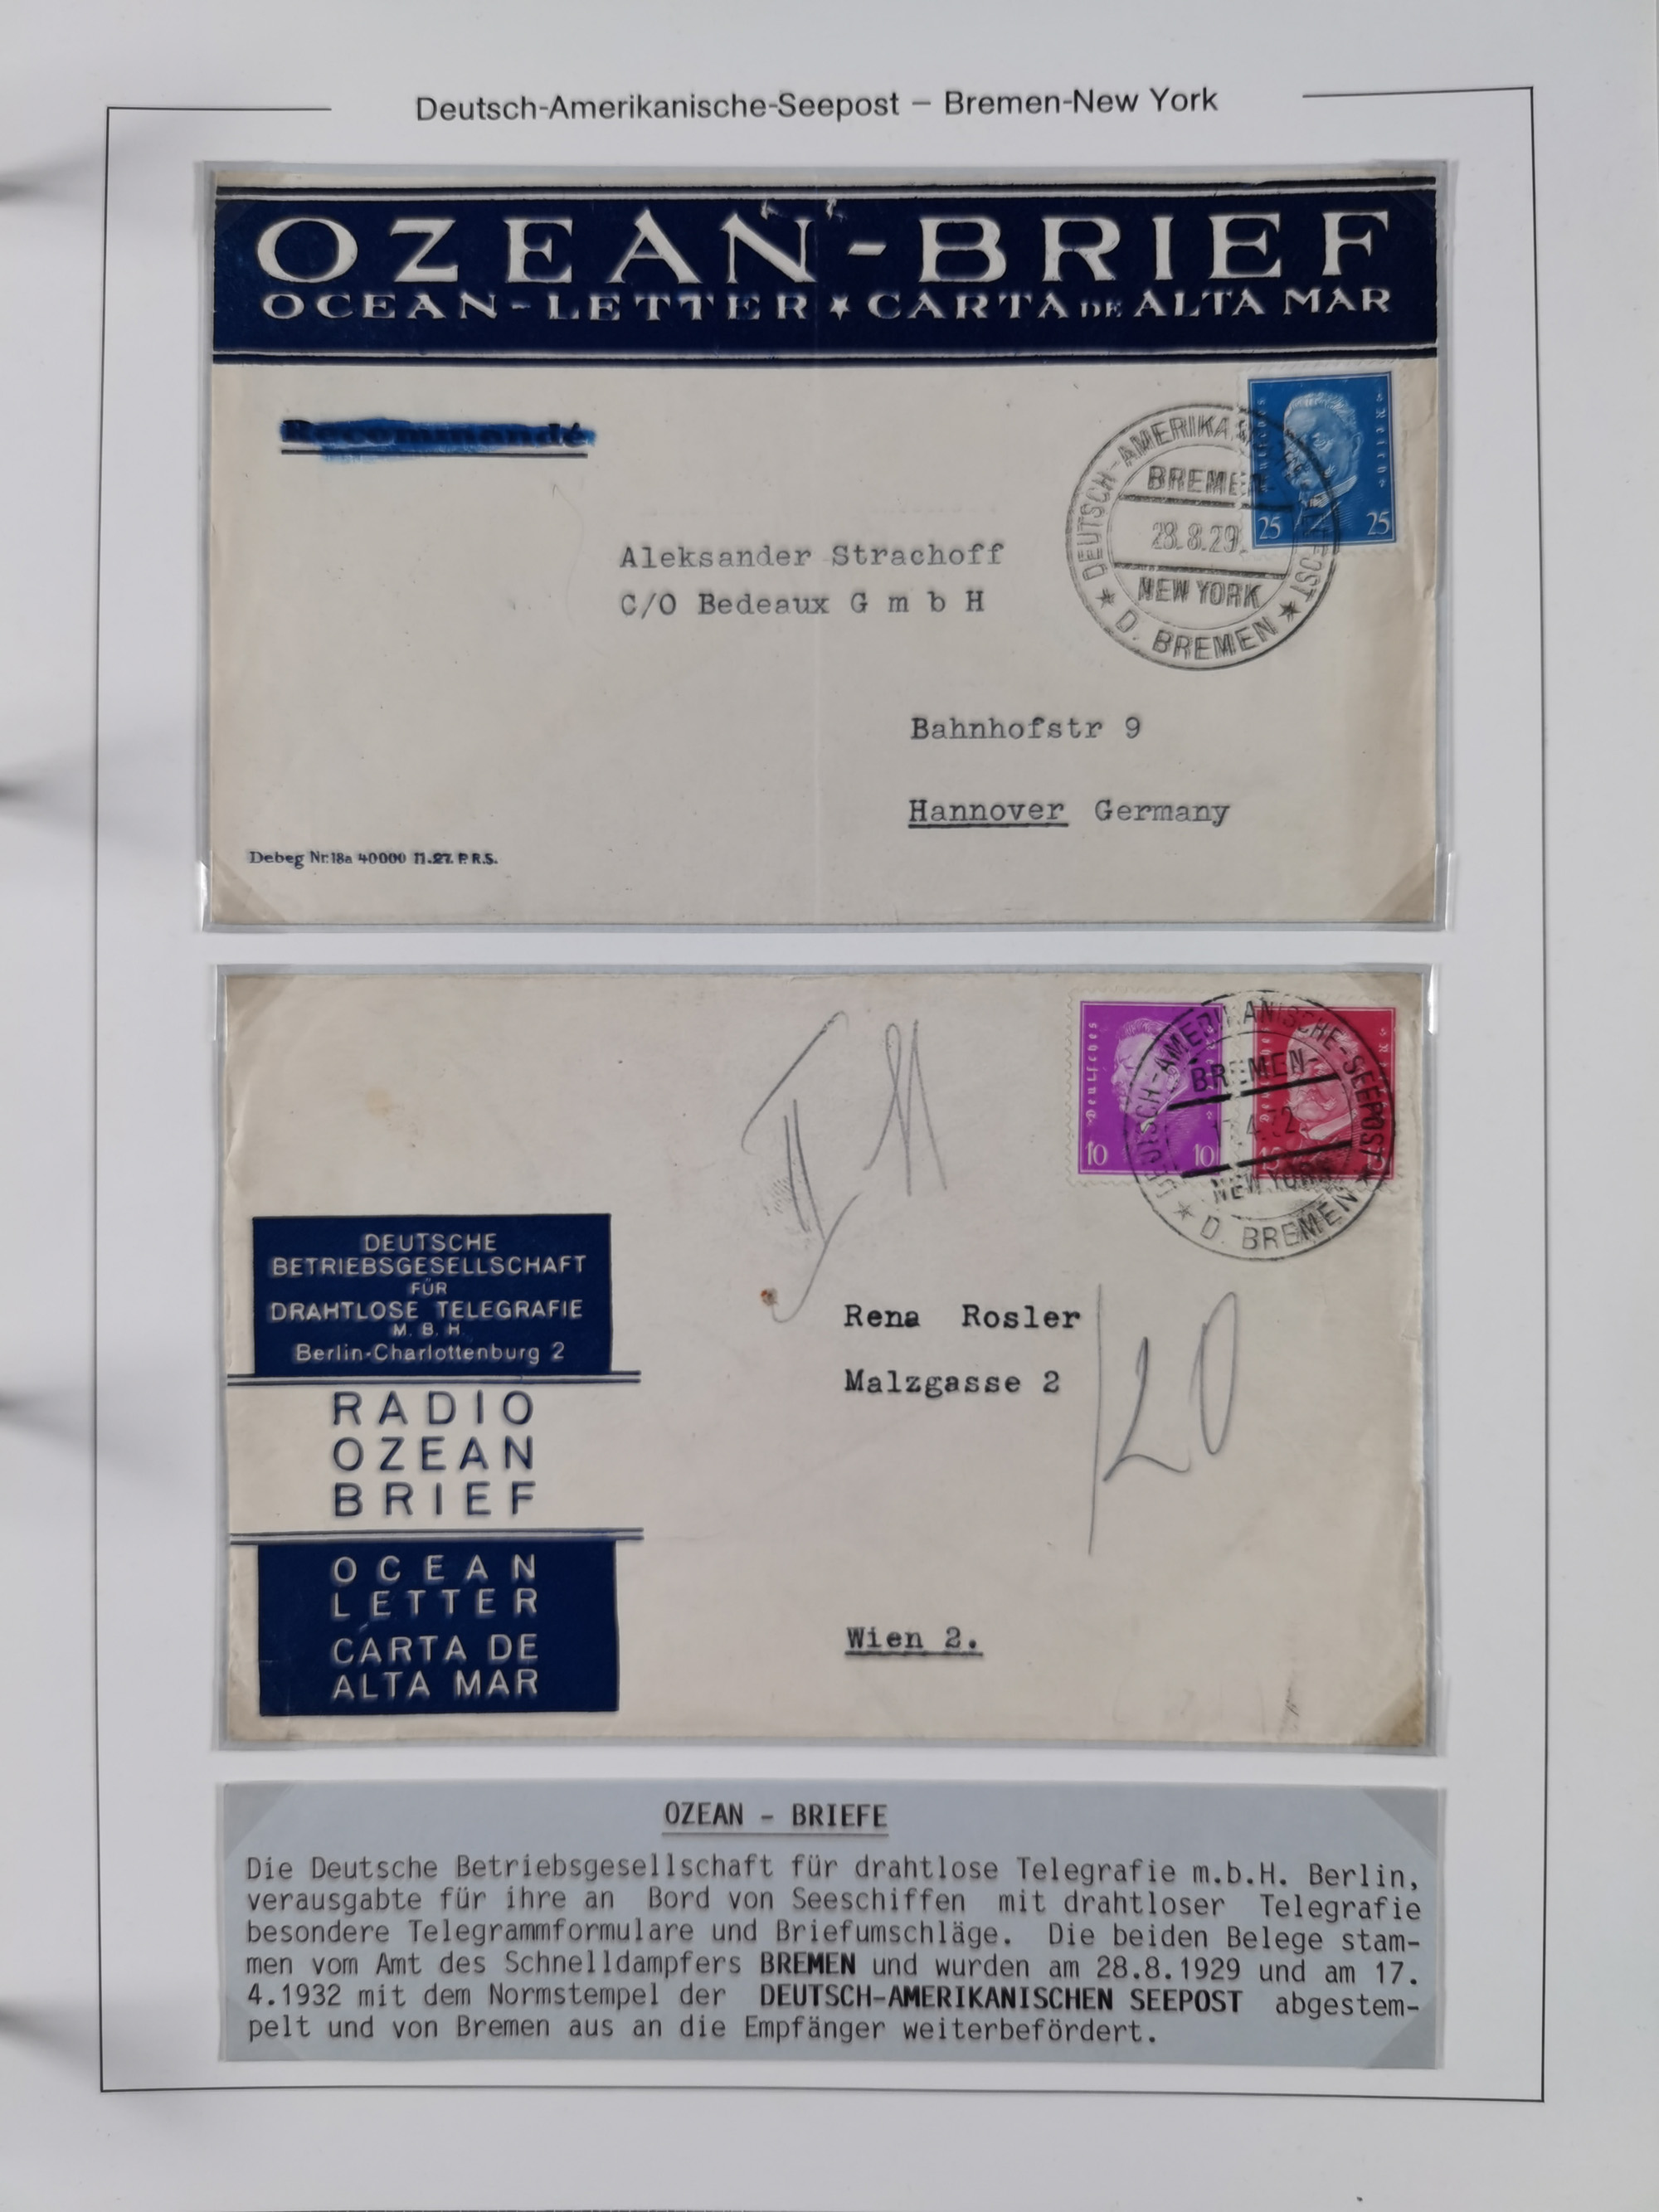 Deutsch-Amerikanische-Seepost – Bremen-New York
OZEAN-BRIEF
OCEAN-LETTER ★ CARTA DE ALTA MAR
Recommandé
DEUTSCH-AMERIKA
BREMEN
28.8.29.
NEW YORK
★ D. BREMEN ★
25 25
Aleksander Strachoff
C/O Bedeaux G m b H
Bahnhofstr 9
Hannover Germany
Debeg Nr.18a 40000 11.27. P.R.S.
Deutsches
10 10
DEUTSCH-AMERIKANISCHE-SEEPOST
BREMEN-
NEW YORK
★ D. BREMEN ★
DEUTSCHE
BETRIEBSGESELLSCHAFT
FÜR
DRAHTLOSE TELEGRAFIE
M. B. H.
Berlin-Charlottenburg 2
RADIO
OZEAN
BRIEF
OCEAN
LETTER
CARTA DE
ALTA MAR
Rena Rosler
Malzgasse 2
Wien 2.
OZEAN - BRIEFE
Die Deutsche Betriebsgesellschaft für drahtlose Telegrafie m.b.H. Berlin,
verausgabte für ihre an Bord von Seeschiffen mit drahtloser Telegrafie
besondere Telegrammformulare und Briefumschläge. Die beiden Belege stam-
men vom Amt des Schnelldampfers BREMEN und wurden am 28.8.1929 und am 17.
4.1932 mit dem Normstempel der DEUTSCH-AMERIKANISCHEN SEEPOST abgestem-
pelt und von Bremen aus an die Empfänger weiterbefördert.